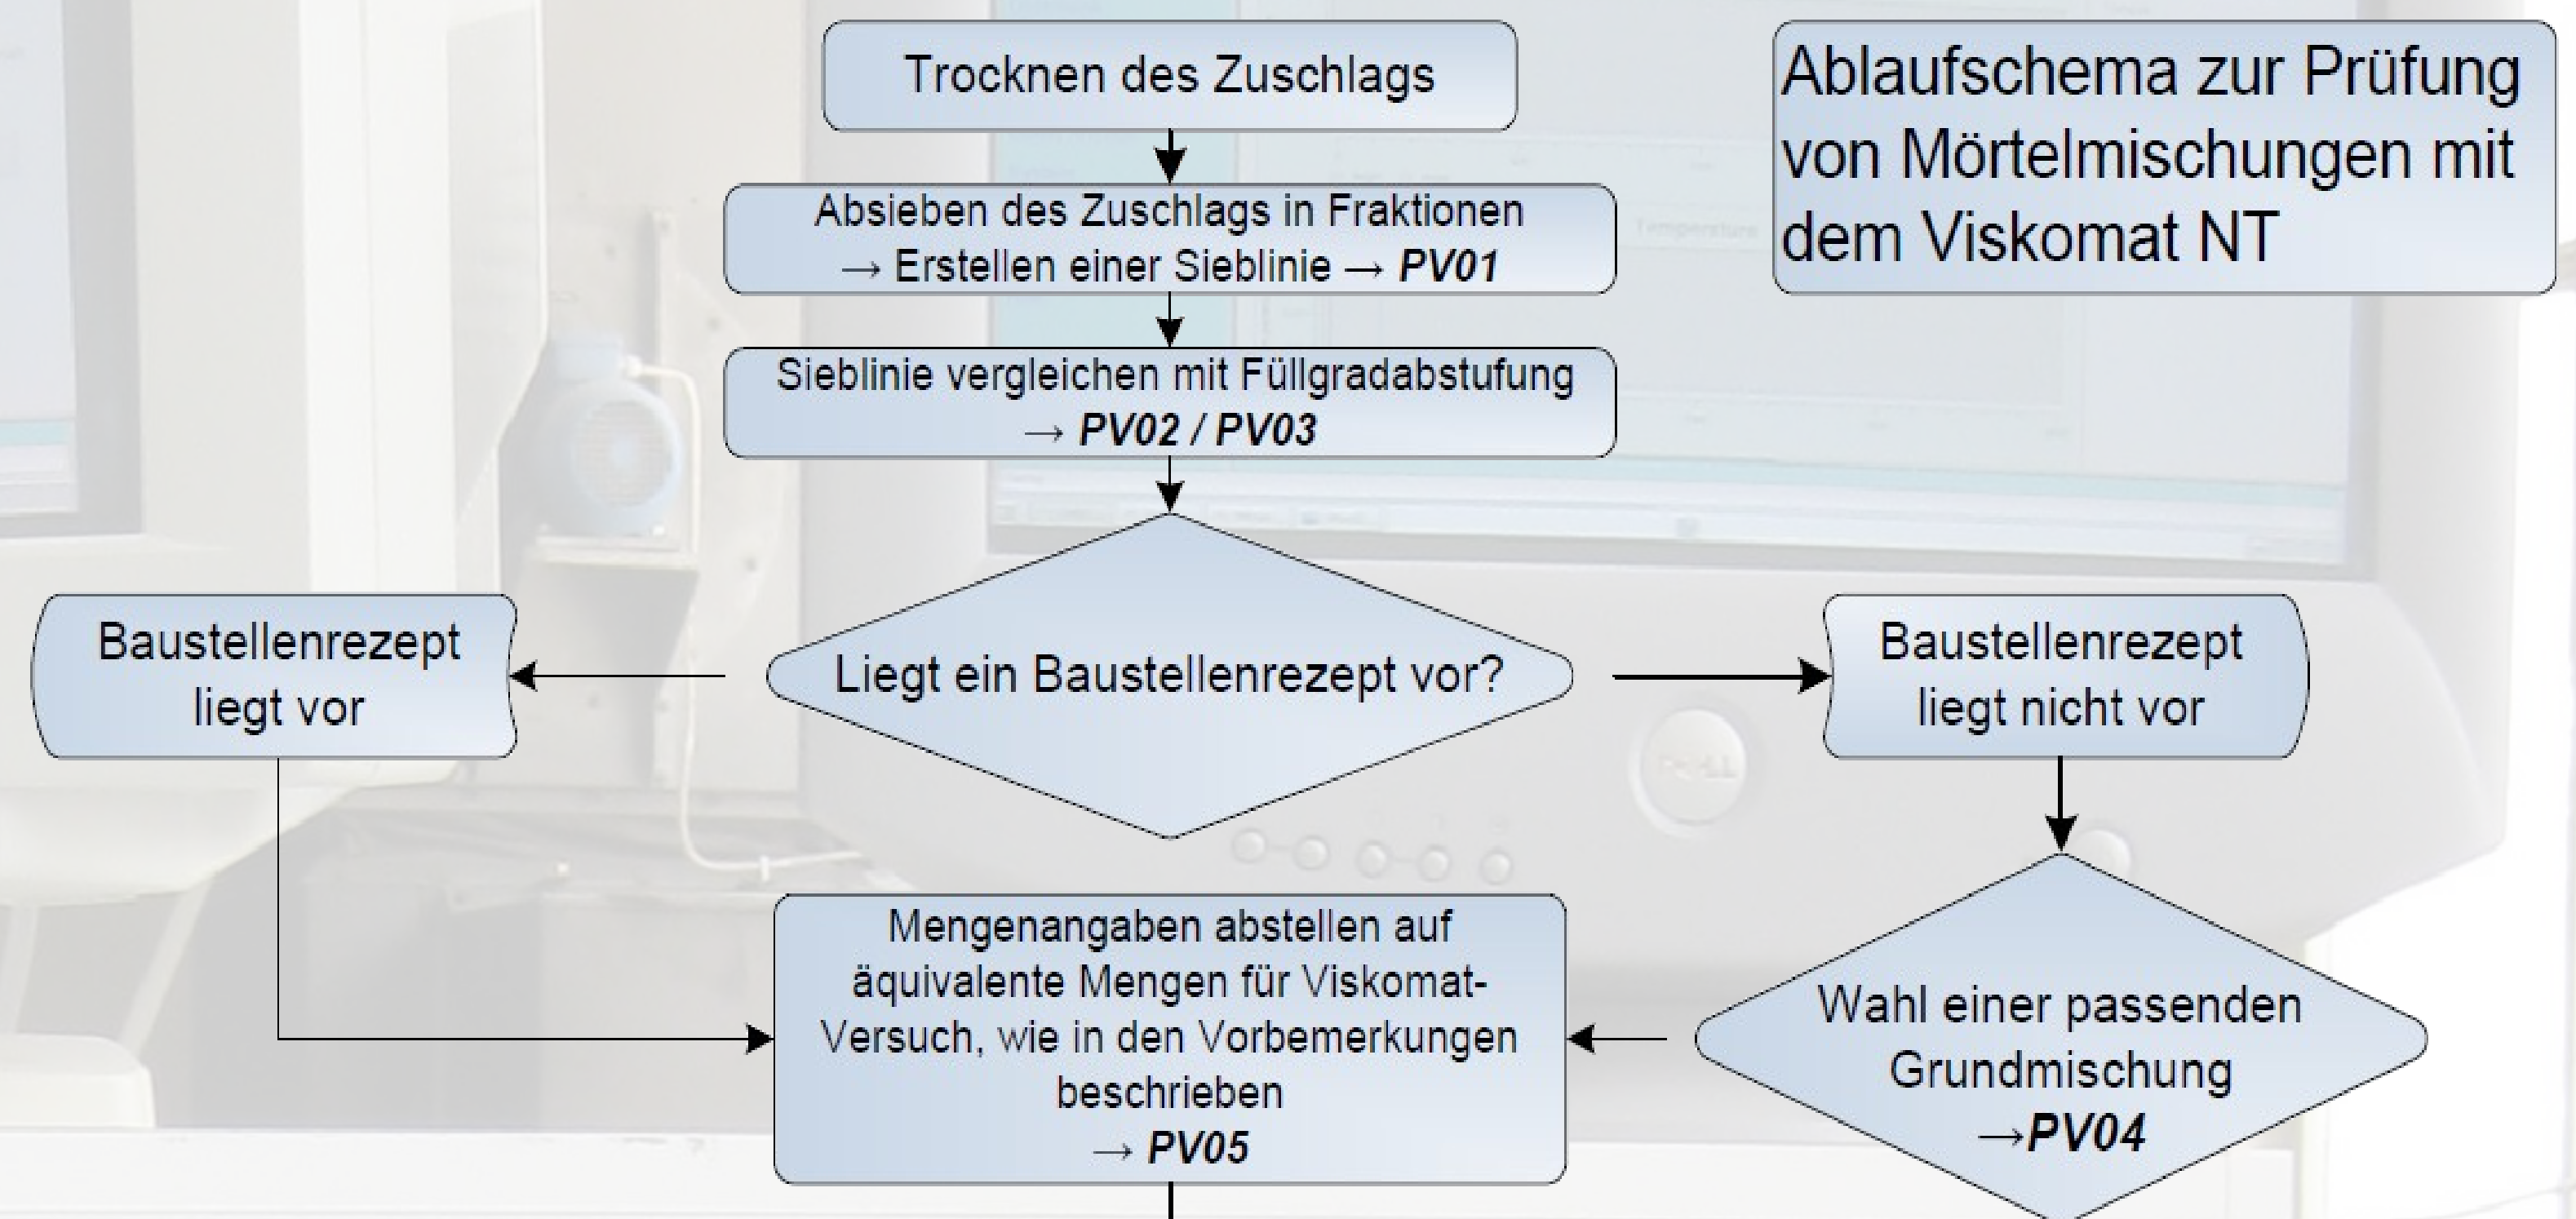 Trocknen des Zuschlags
Ablaufschema zur Prüfung
von Mörtelmischungen mit
dem Viskomat NT
Absieben des Zuschlags in Fraktionen
→ Erstellen einer Sieblinie → PV01
Sieblinie vergleichen mit Füllgradabstufung
→ PV02 / PV03
Liegt ein Baustellenrezept vor?
Baustellenrezept
liegt vor
Baustellenrezept
liegt nicht vor
Mengenangaben abstellen auf
äquivalente Mengen für Viskomat-
Versuch, wie in den Vorbemerkungen
beschrieben
→ PV05
Wahl einer passenden
Grundmischung
→PV04
Temperature
DELL